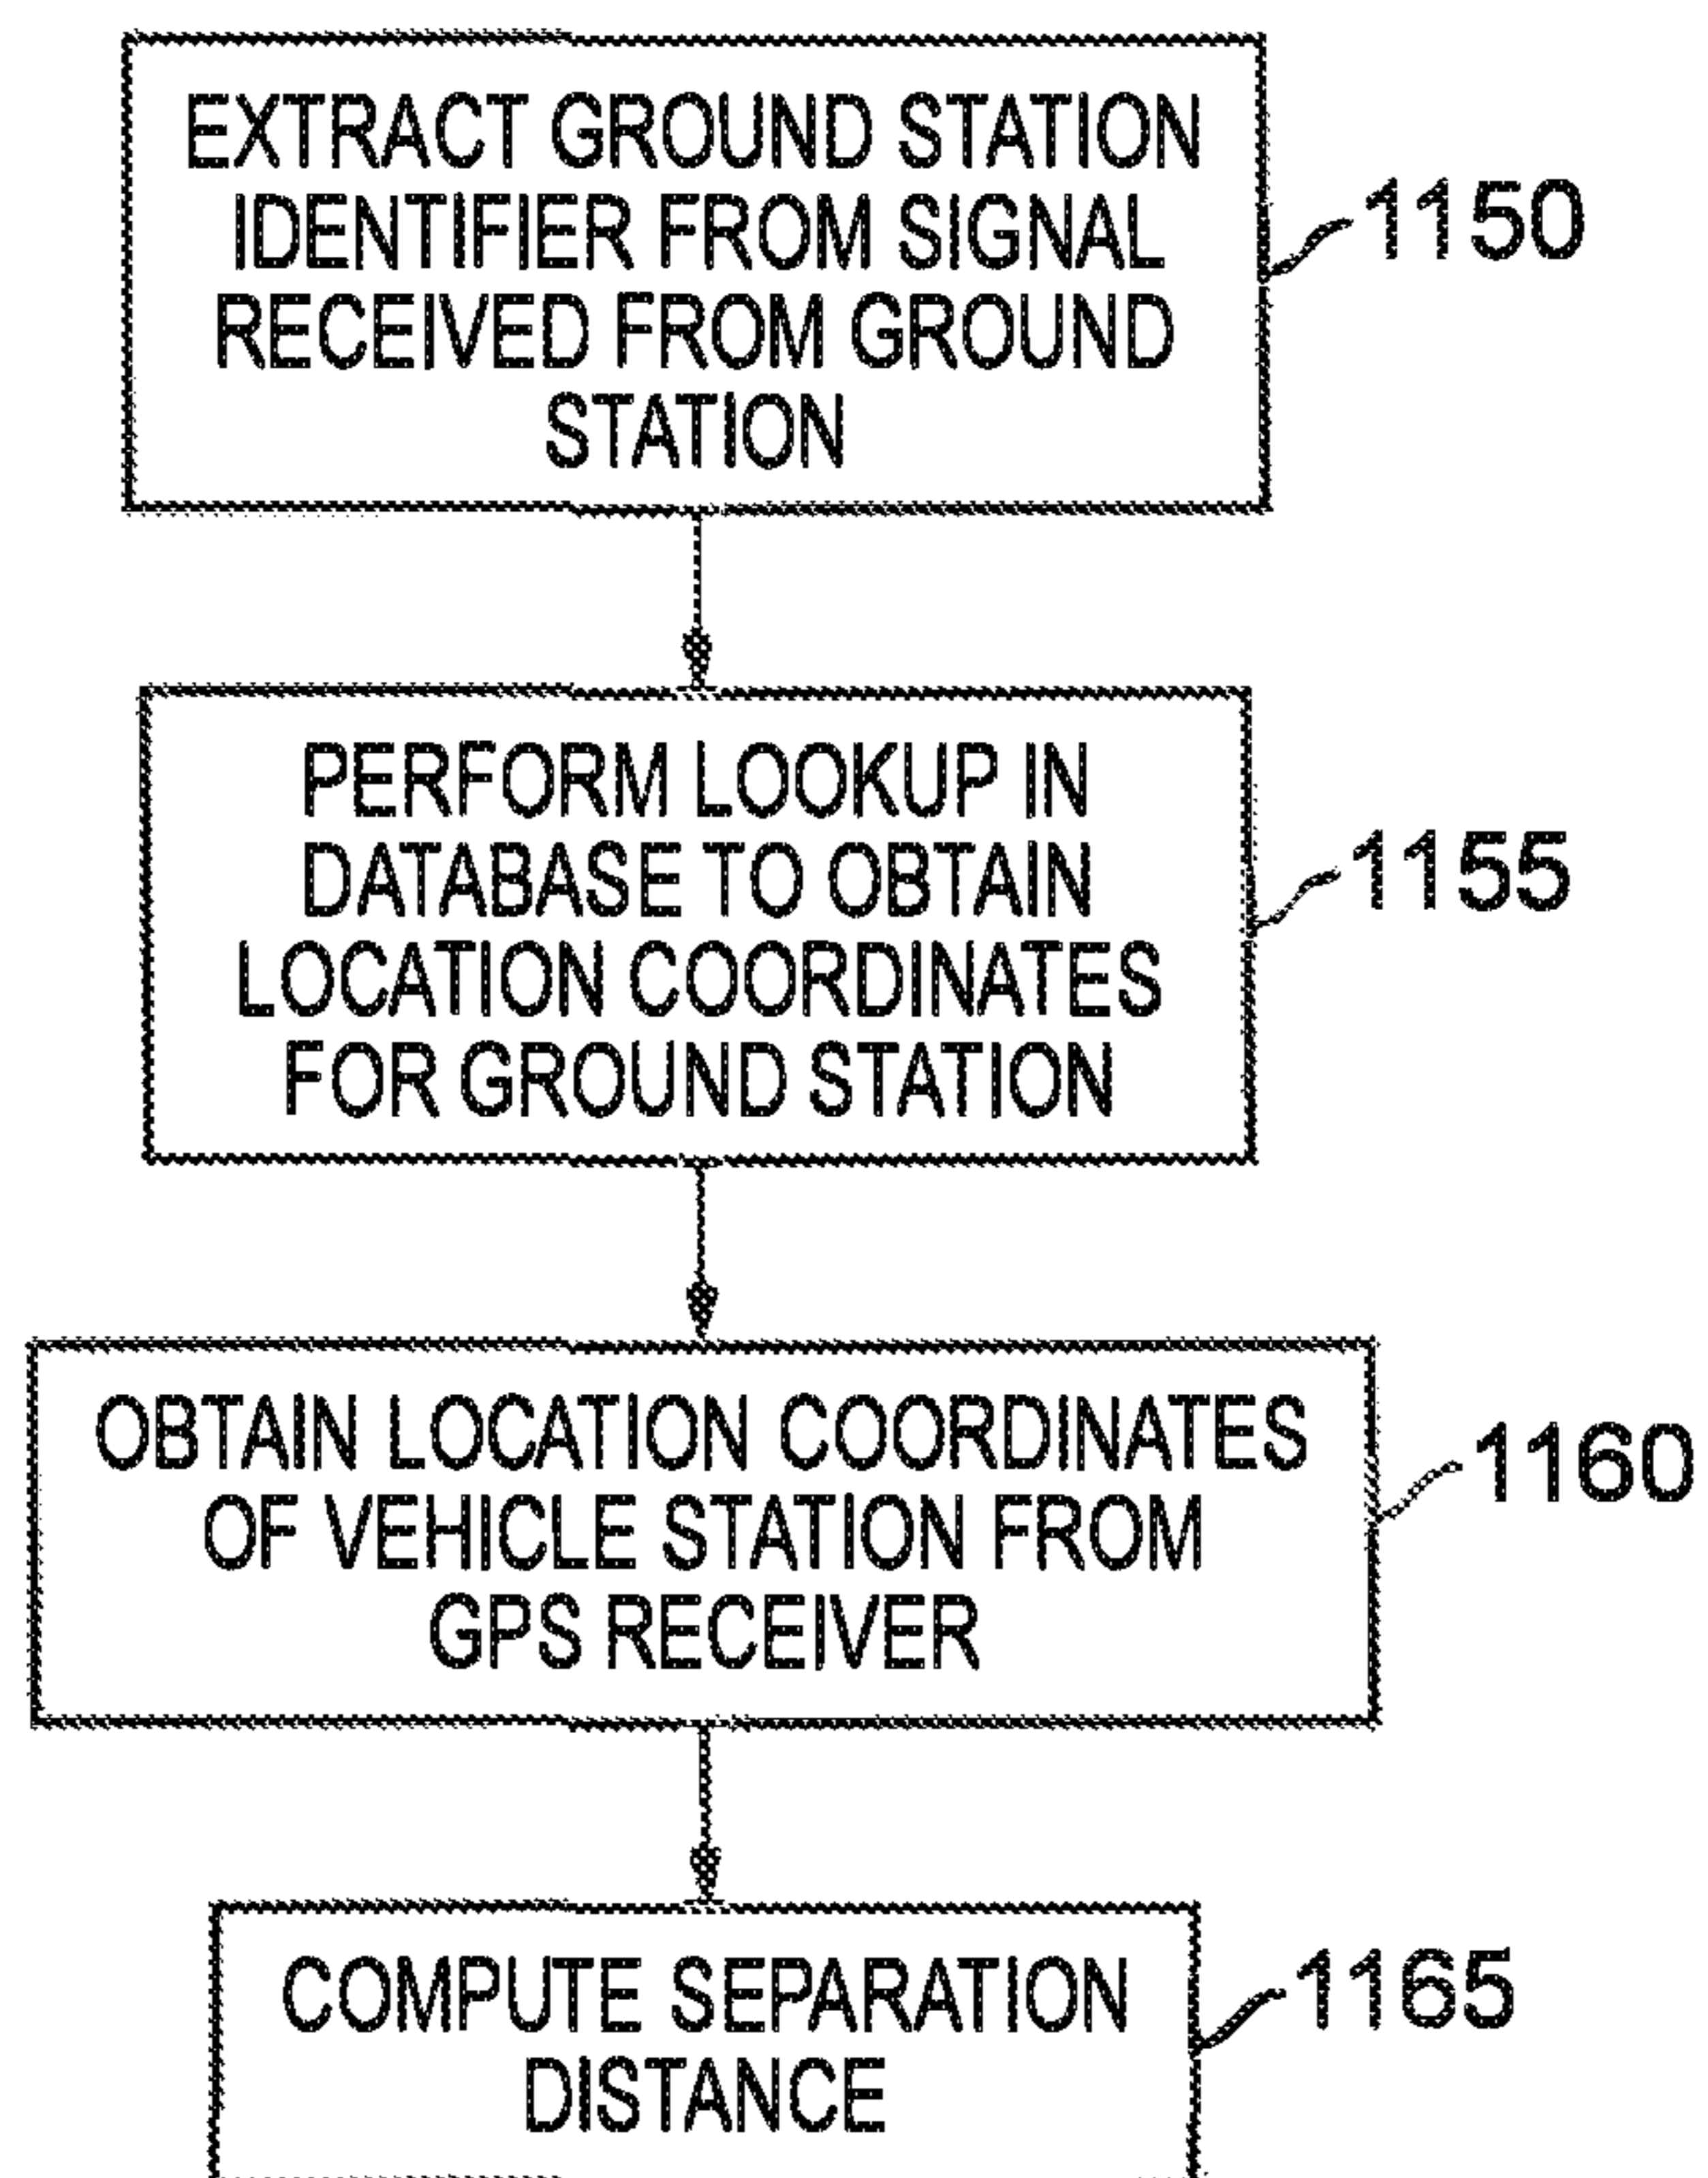 EXTRACT GROUND STATION
IDENTIFIER FROM SIGNAL
RECEIVED FROM GROUND
STATION
1150
PERFORM LOOKUP IN
DATABASE TO OBTAIN
LOCATION COORDINATES
FOR GROUND STATION
1155
OBTAIN LOCATION COORDINATES
OF VEHICLE STATION FROM
GPS RECEIVER
1160
COMPUTE SEPARATION
DISTANCE
1165